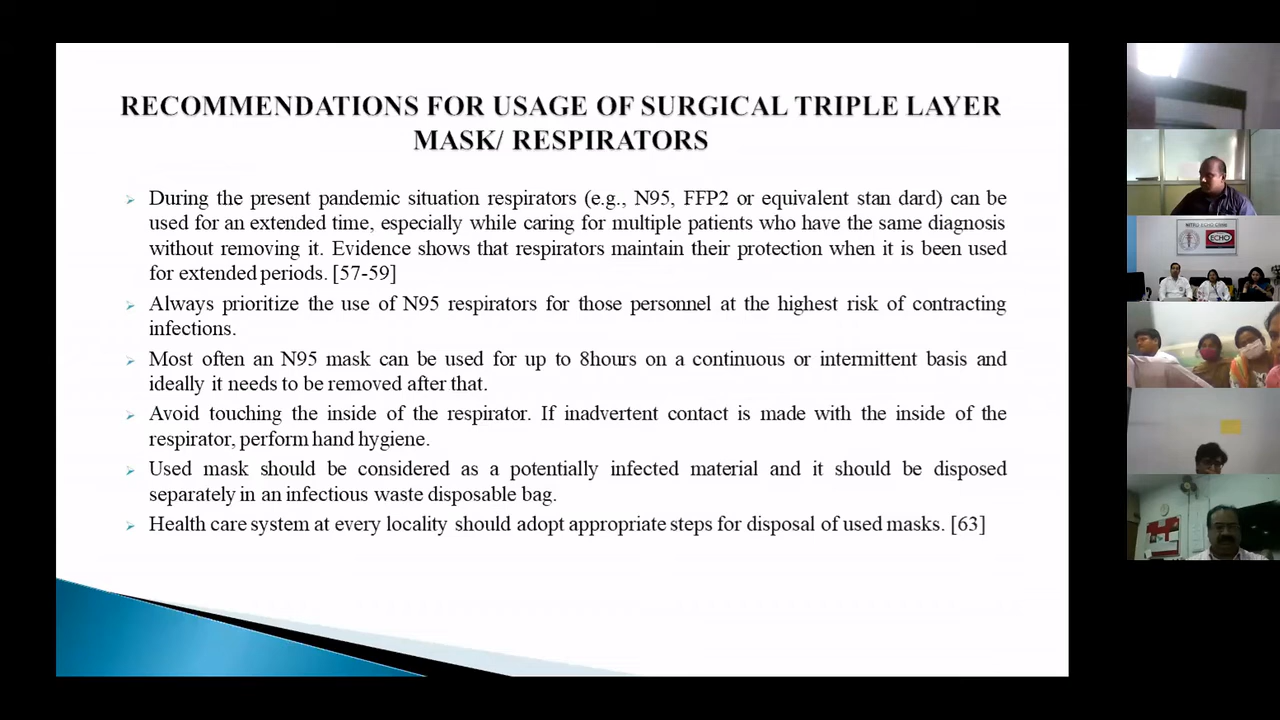 RECOMMENDATIONS FOR USAGE OF SURGICAL TRIPLE LAYER
MASK/ RESPIRATORS
During the present pandemic situation respirators (e.g., N95, FFP2 or equivalent stan dard) can be
used for an extended time, especially while caring for multiple patients who have the same diagnosis
without removing it. Evidence shows that respirators maintain their protection when it is been used
for extended periods. [57-59]
Always prioritize the use of N95 respirators for those personnel at the highest risk of contracting
infections.
Most often an N95 mask can be used for up to 8hours on a continuous or intermittent basis and
ideally it needs to be removed after that.
Avoid touching the inside of the respirator. If inadvertent contact is made with the inside of the
respirator, perform hand hygiene.
Used mask should be considered as a potentially infected material and it should be disposed
separately in an infectious waste disposable bag.
Health care system at every locality should adopt appropriate steps for disposal of used masks. [63]
ECHO